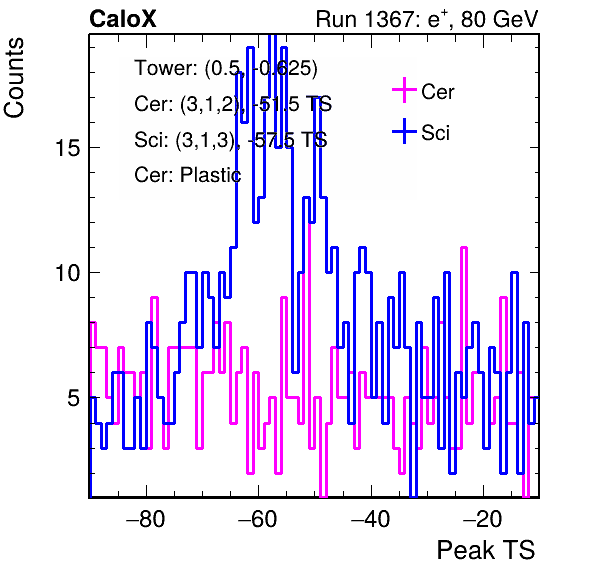 CaloX Run 1367: e⁺, 80 GeV
Counts
Tower: (0.5, -0.625)
Cer: (3,1,2), -51.5 TS
Sci: (3,1,3), -57.5 TS
Cer: Plastic
Cer
Sci
15
10
5
−80 −60 −40 −20
Peak TS